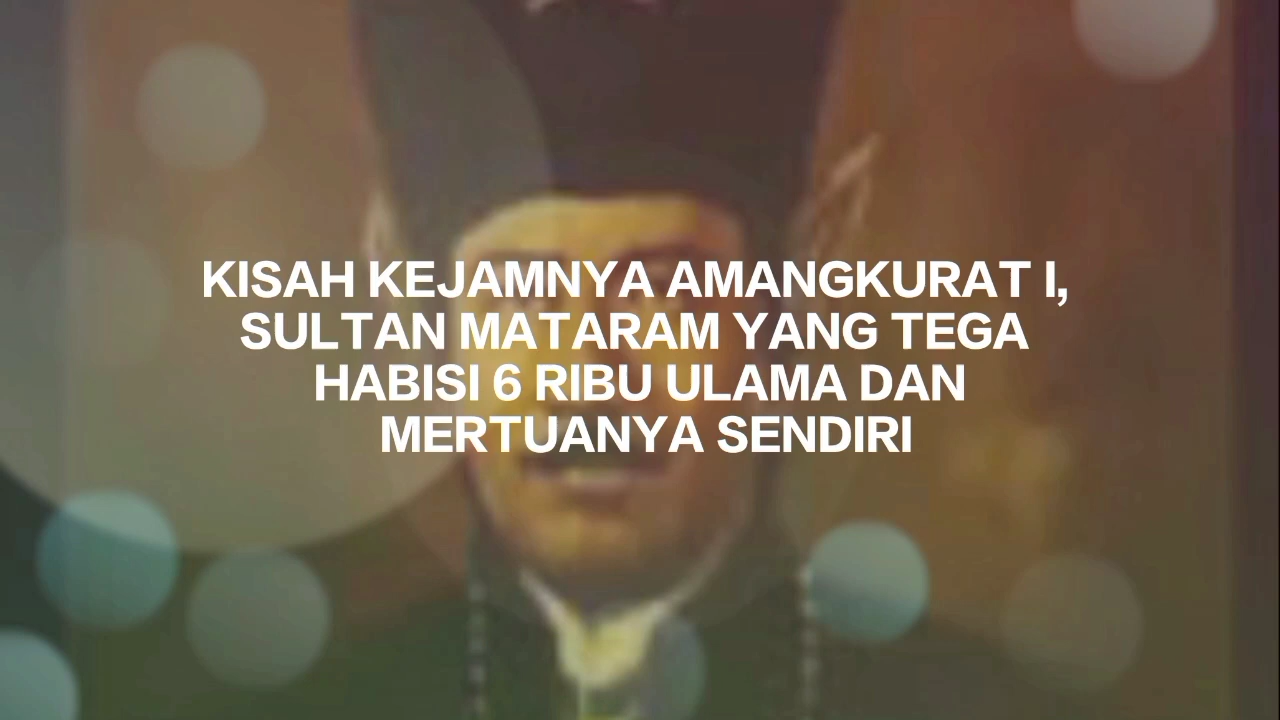 KISAH KEJAMNYA AMANGKURAT I,
SULTAN MATARAM YANG TEGA
HABISI 6 RIBU ULAMA DAN
MERTUANYA SENDIRI